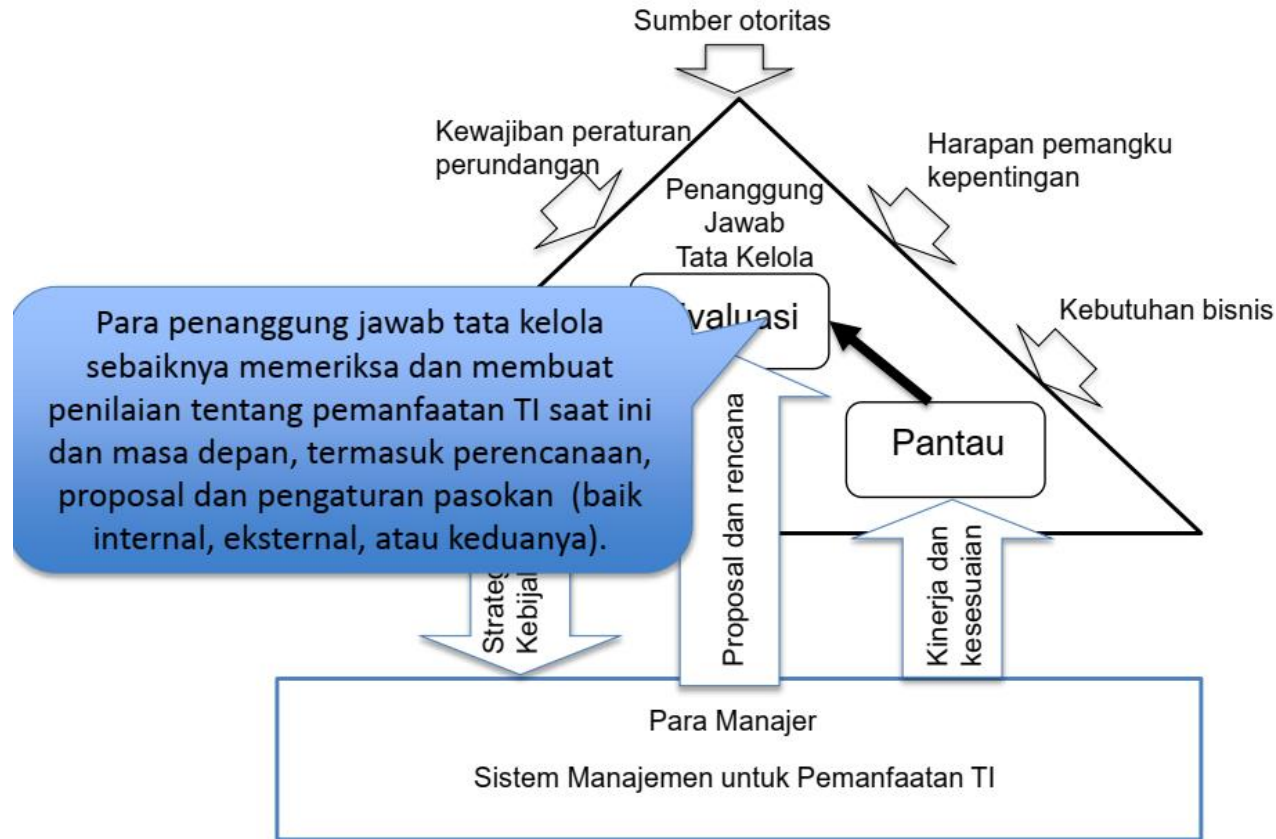 Sumber otoritas
Kewajiban peraturan
perundangan
Harapan pemangku
kepentingan
Penanggung
Jawab
Tata Kelola
valuasi
Kebutuhan bisnis
Para penanggung jawab tata kelola
sebaiknya memeriksa dan membuat
penilaian tentang pemanfaatan TI saat ini
dan masa depan, termasuk perencanaan,
proposal dan pengaturan pasokan (baik
internal, eksternal, atau keduanya).
Pantau
Proposal dan rencana
Kinerja dan
kesesuaian
Para Manajer
Sistem Manajemen untuk Pemanfaatan TI